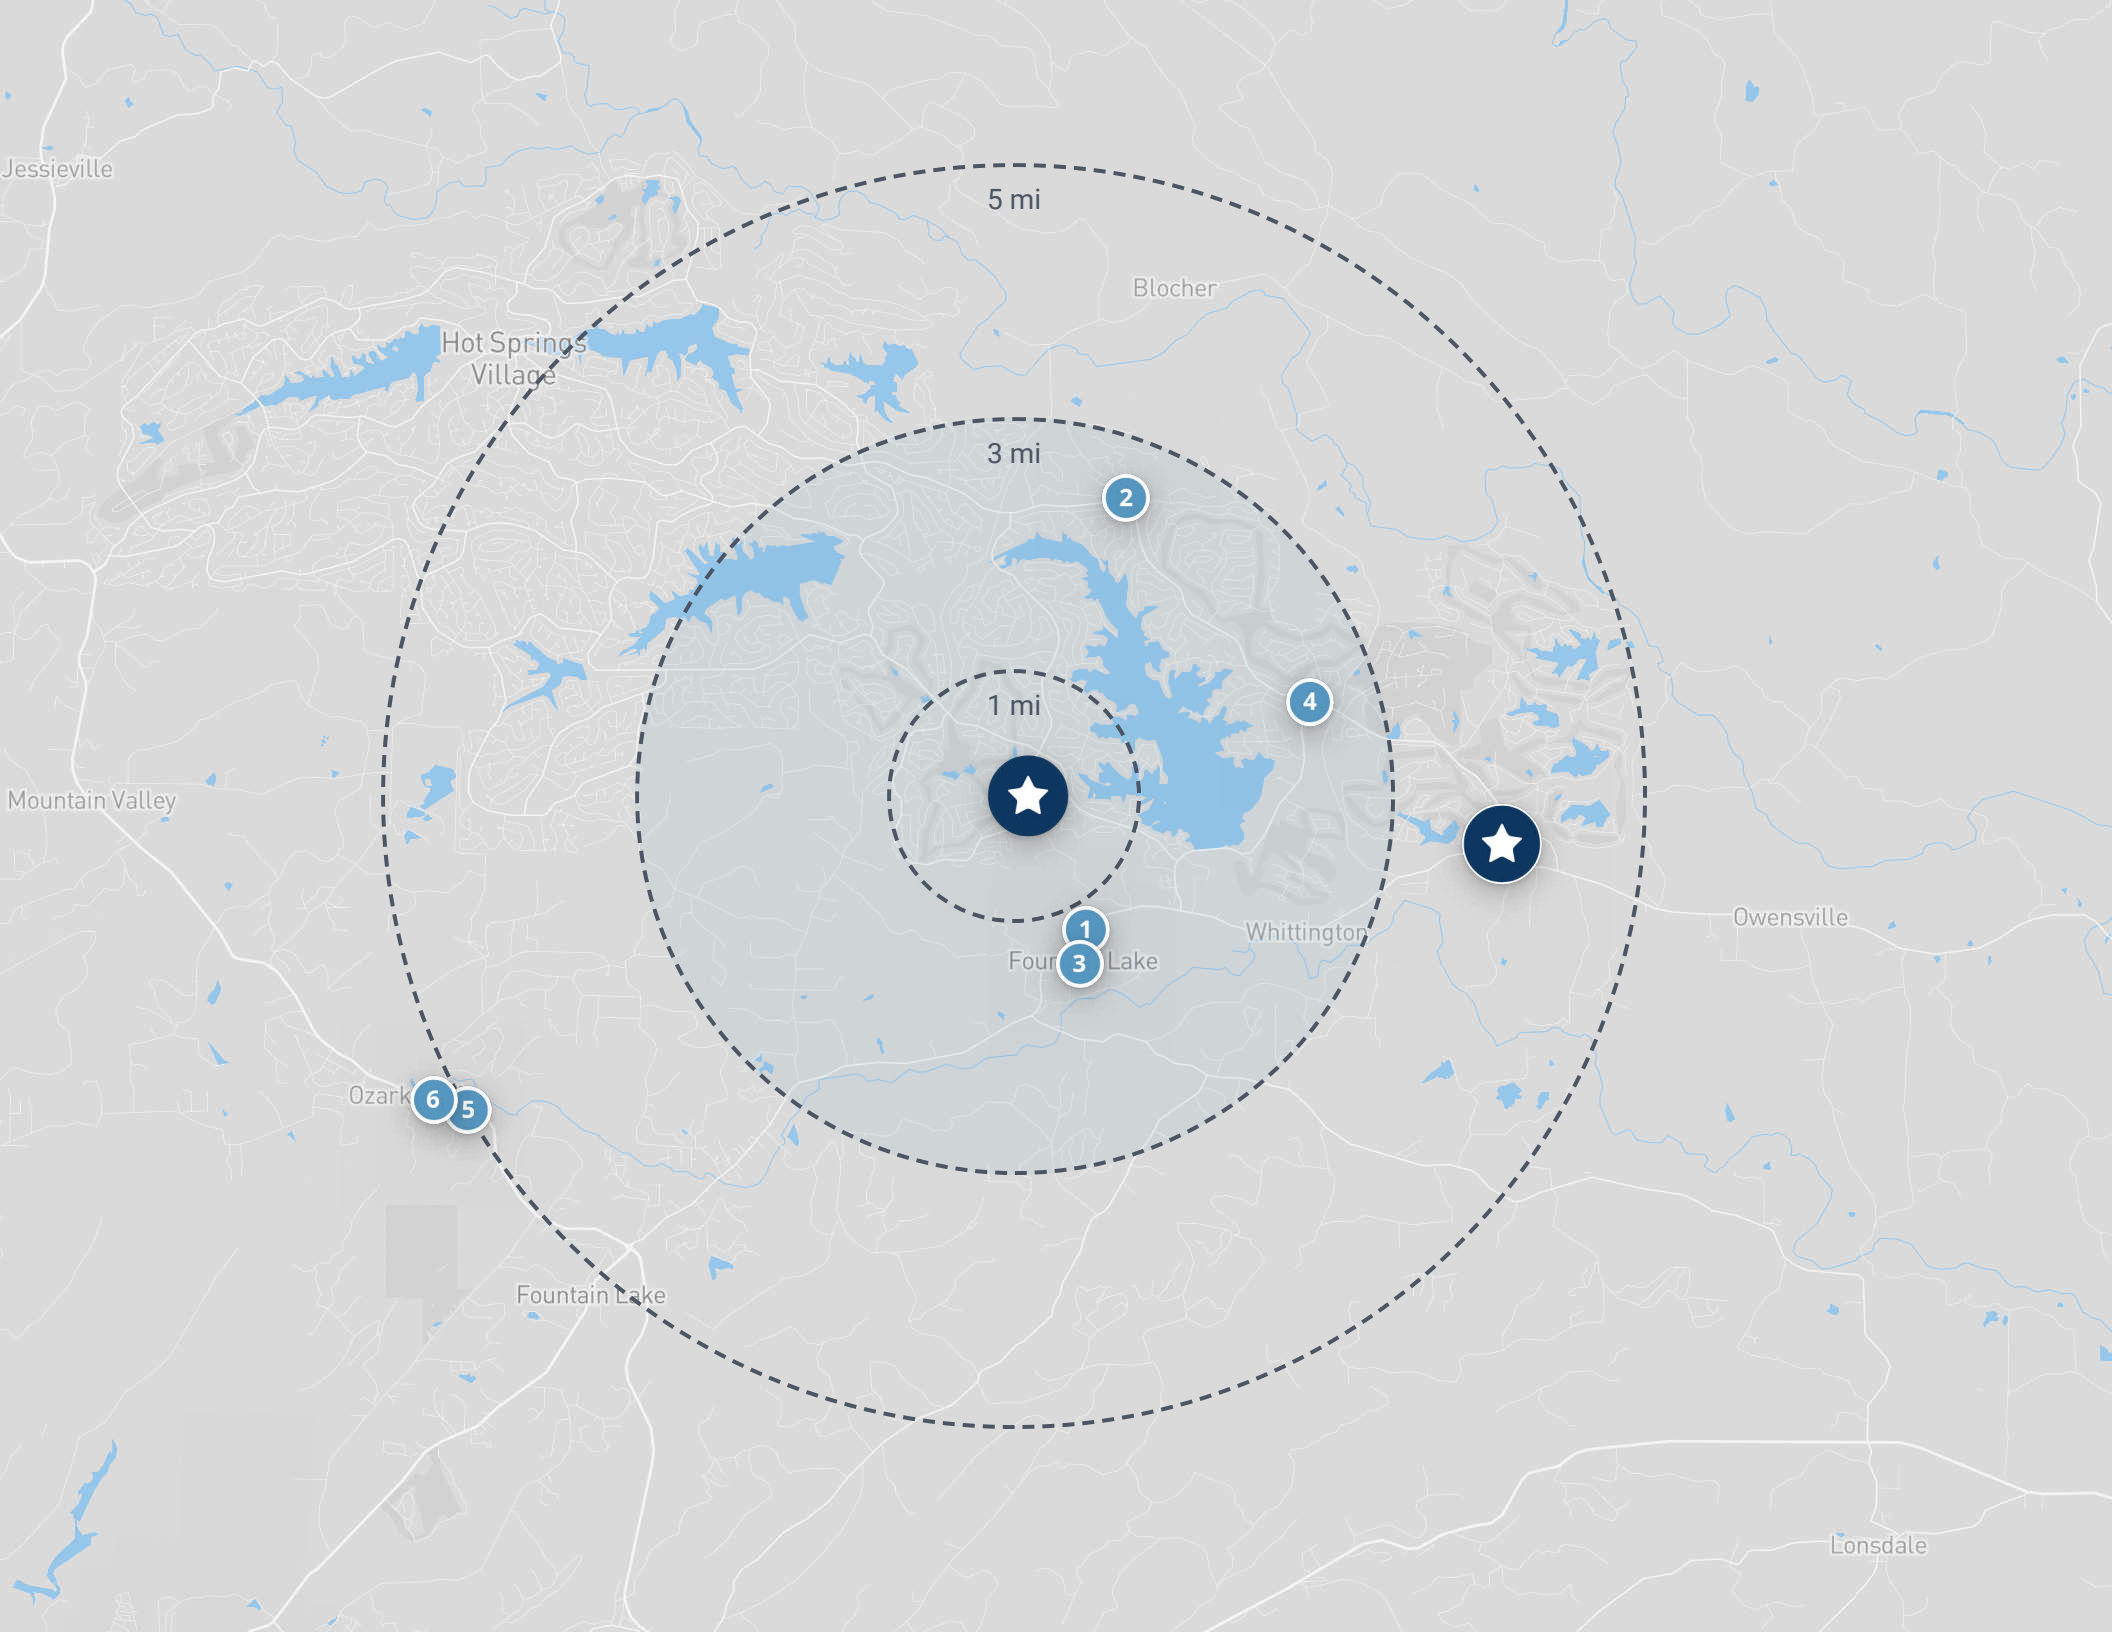 Jessieville
5 mi
Blocher
Hot Springs
Village
3 mi
2
4
1 mi
Mountain Valley
1
Owensville
Whittington
Foun
3
Lake
Ozark
6
5
Fountain Lake
Lonsdale